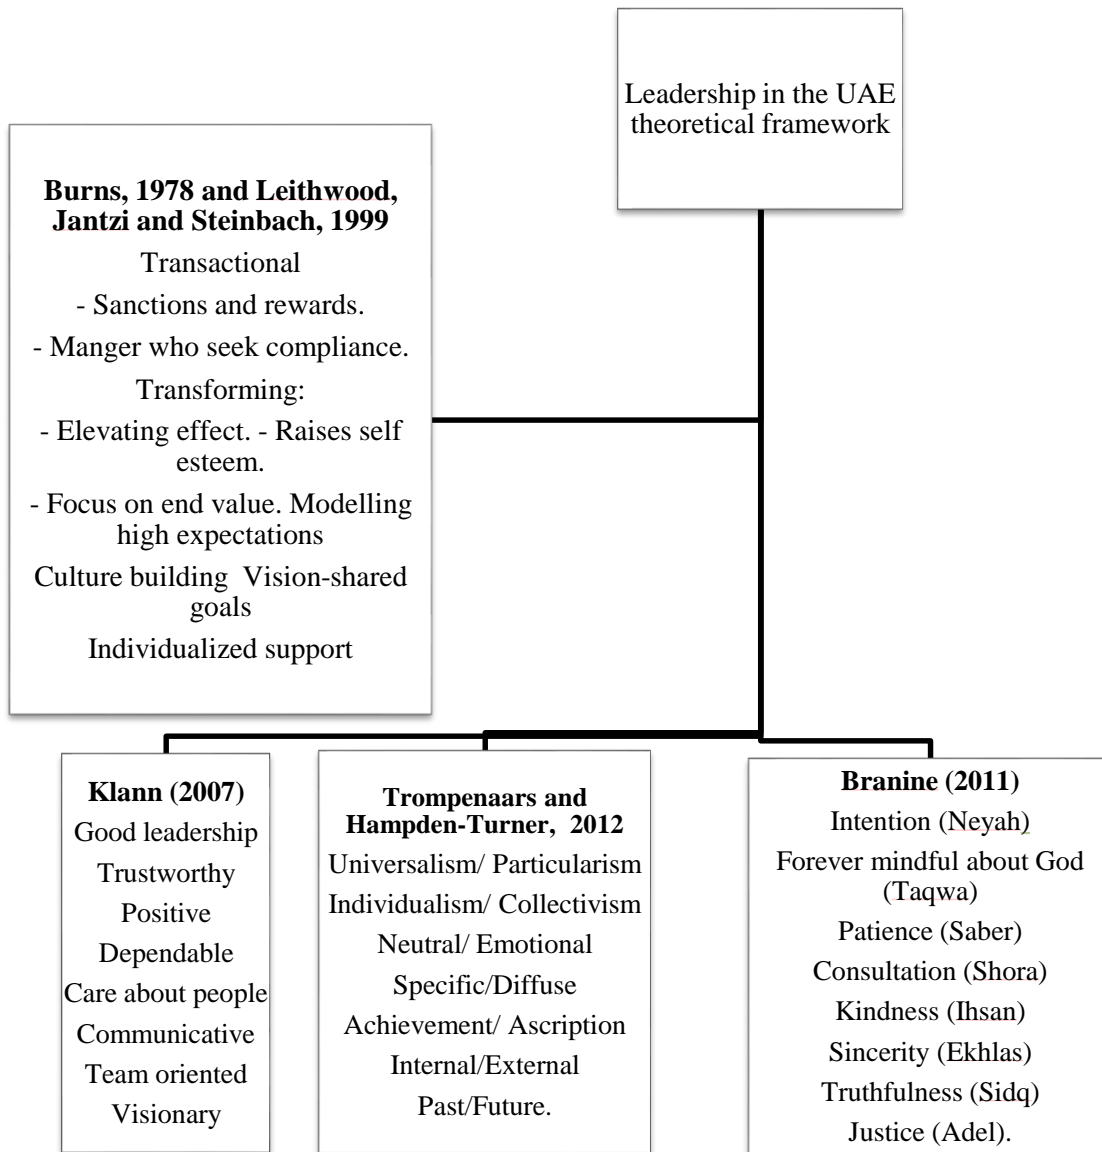 Leadership in the UAE
theoretical framework
Burns, 1978 and Leithwood,
Jantzi and Steinbach, 1999
Transactional
- Sanctions and rewards.
- Manger who seek compliance.
Transforming:
- Elevating effect. - Raises self
esteem.
- Focus on end value. Modelling
high expectations
Culture building  Vision-shared
goals
Individualized support
Klann (2007)
Good leadership
Trustworthy
Positive
Dependable
Care about people
Communicative
Team oriented
Visionary
Trompenaars and
Hampden-Turner,  2012
Universalism/ Particularism
Individualism/ Collectivism
Neutral/ Emotional
Specific/Diffuse
Achievement/ Ascription
Internal/External
Past/Future.
Branine (2011)
Intention (Neyah)
Forever mindful about God
(Taqwa)
Patience (Saber)
Consultation (Shora)
Kindness (Ihsan)
Sincerity (Ekhlas)
Truthfulness (Sidq)
Justice (Adel).